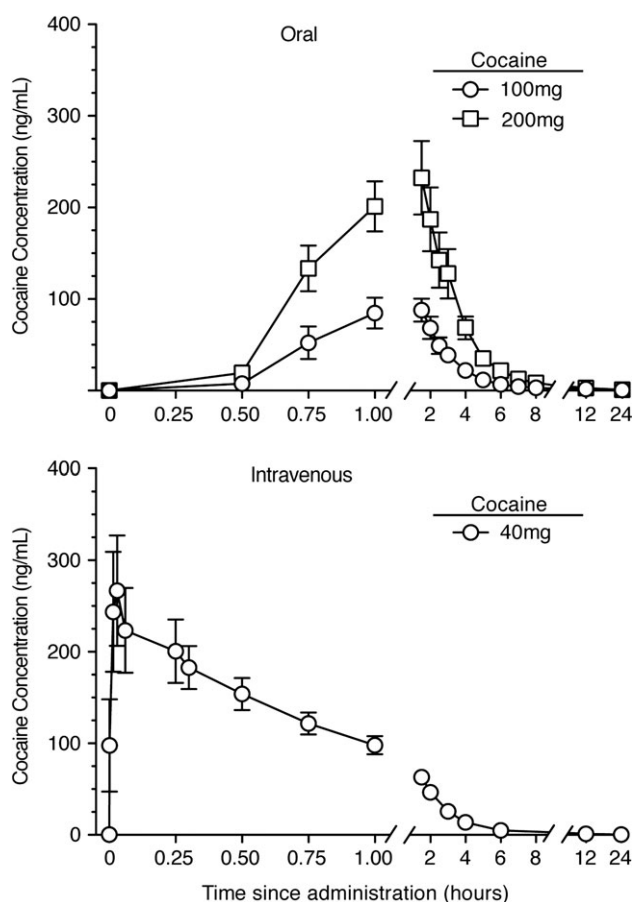 400
Oral
Cocaine
300
100mg
200mg
200
100
0
Cocaine Concentration (ng/mL)
0 0.25 0.50 0.75 1.00 2 4 6 8 12 24
400
Intravenous
Cocaine
40mg
300
200
100
0
Cocaine Concentration (ng/mL)
0 0.25 0.50 0.75 1.00 2 4 6 8 12 24
Time since administration (hours)